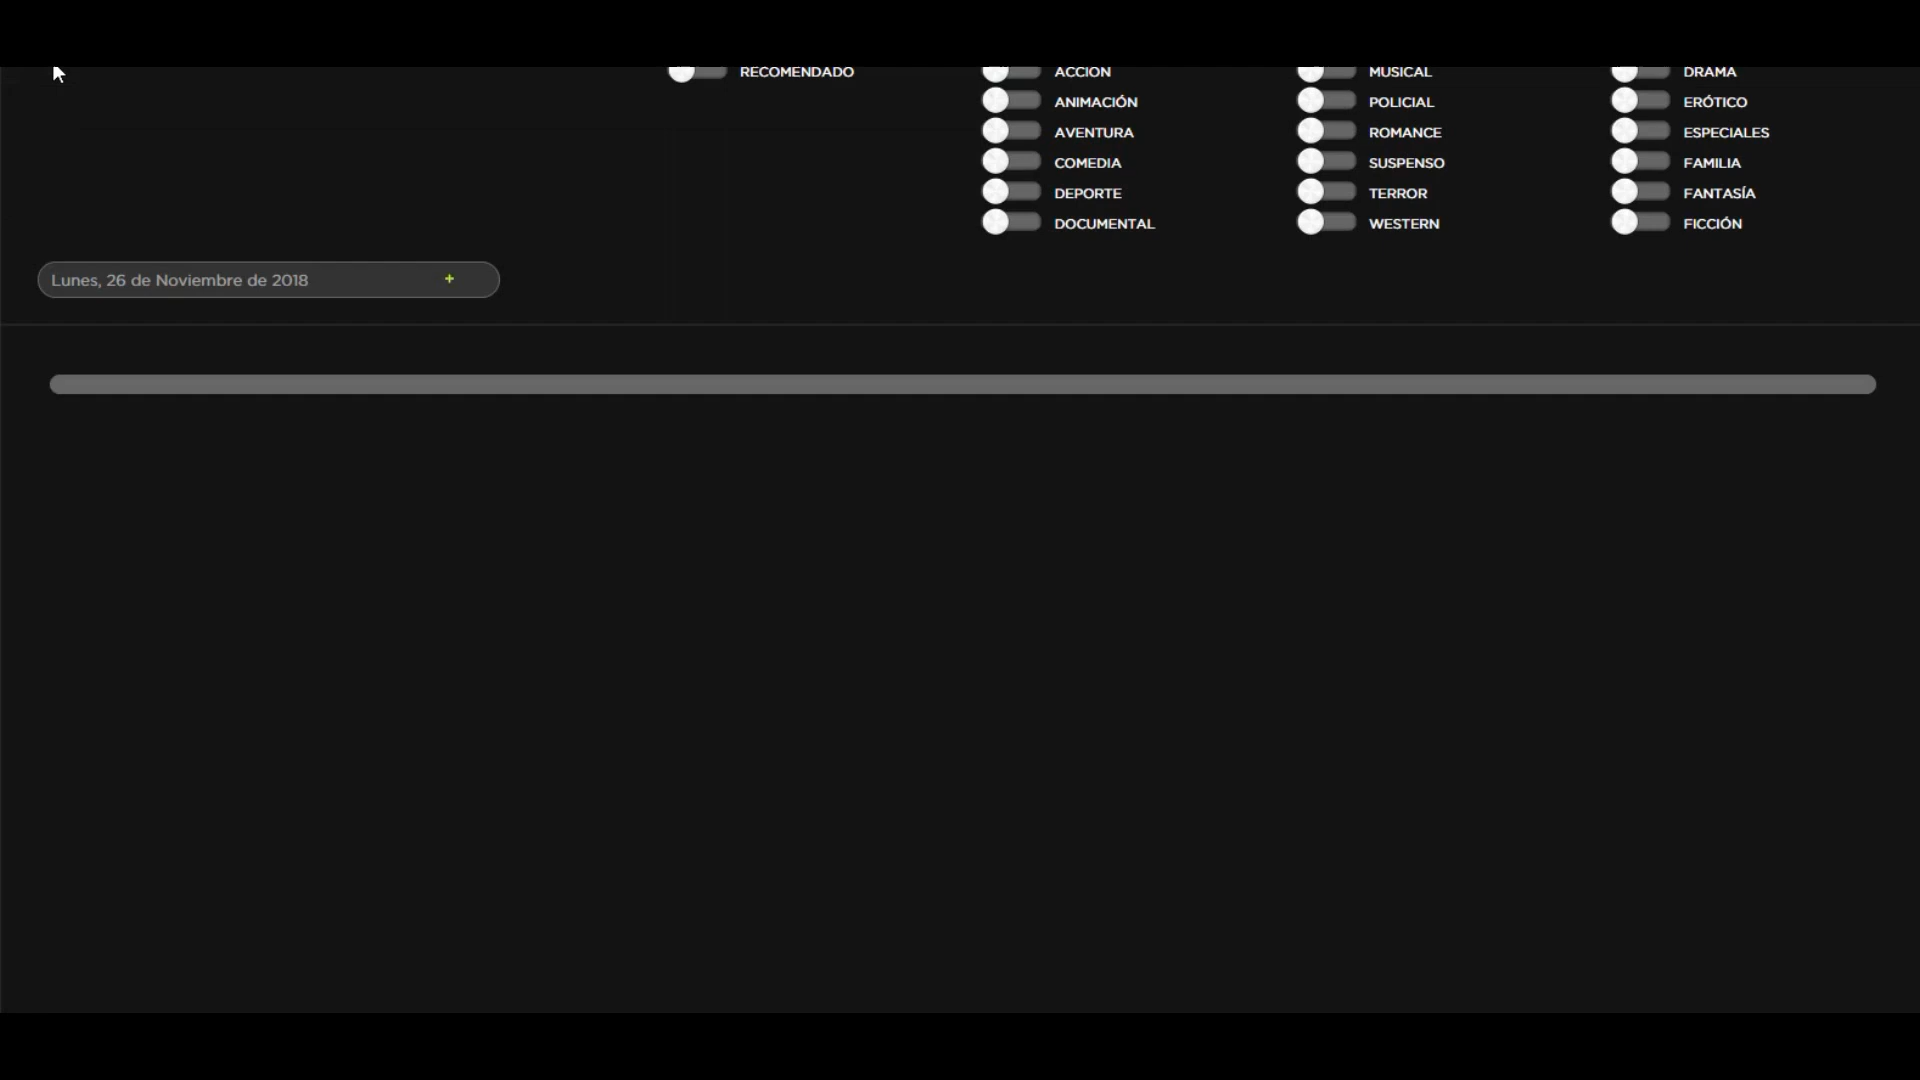 RECOMENDADO
ACCION
ANIMACIÓN
AVENTURA
COMEDIA
DEPORTE
DOCUMENTAL
MUSICAL
POLICIAL
ROMANCE
SUSPENSO
TERROR
WESTERN
DRAMA
ERÓTICO
ESPECIALES
FAMILIA
FANTASÍA
FICCIÓN
Lunes, 26 de Noviembre de 2018 +